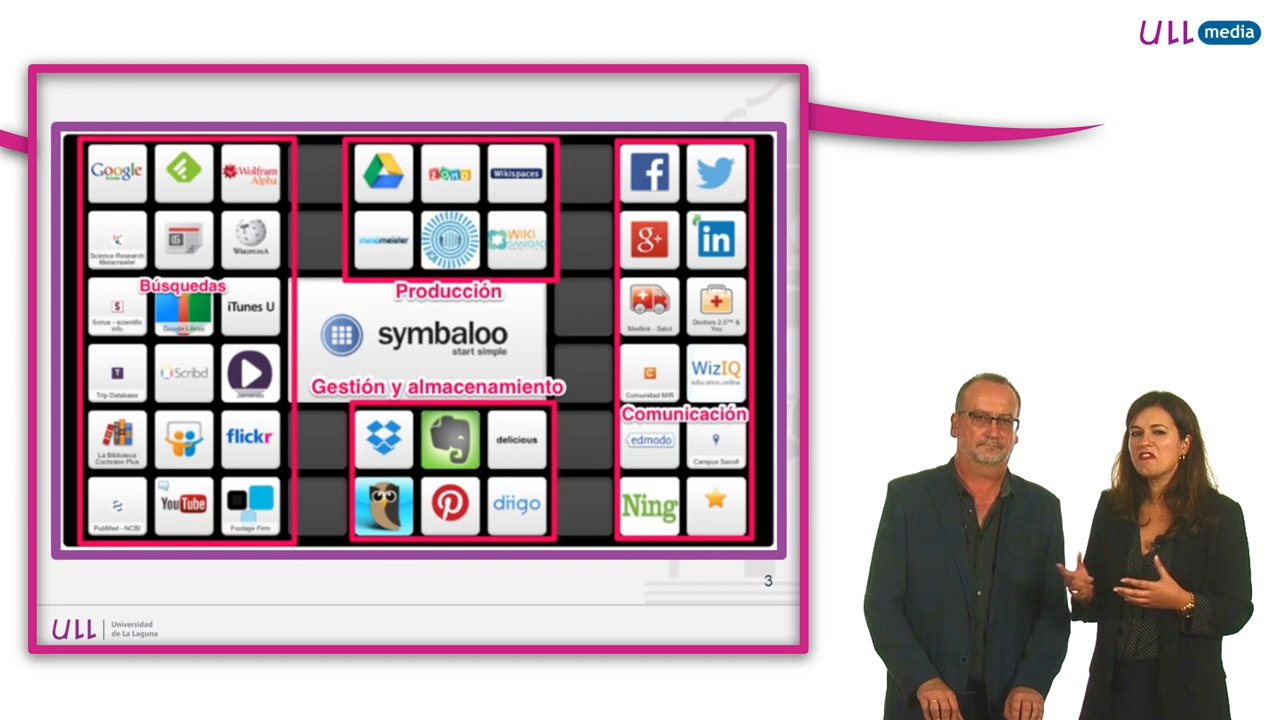 ULL media
Google
Scholar
Wolfram
Alpha
ZOHO
Wikispaces
Science Research
Metacrawler
WIKIPEDIA
mindmeister
WIKI
SANIDAD
g+
in
Búsquedas
Producción
Scirus - scientific
info
Google Libros
iTunes U
symbaloo
start simple
Medlink - Salut
Doctors 2.0™ &
You
Trip Database
Scribd
Jamendo
Gestión y almacenamiento
Comunidad MIR
WizIQ
education.online
Comunicación
La Biblioteca
Cochrane Plus
flickr
delicious
edmodo
Campus Sanofi
PubMed - NCBI
YouTube
Footage Firm
diigo
Ning
3
ULL
Universidad
de La Laguna